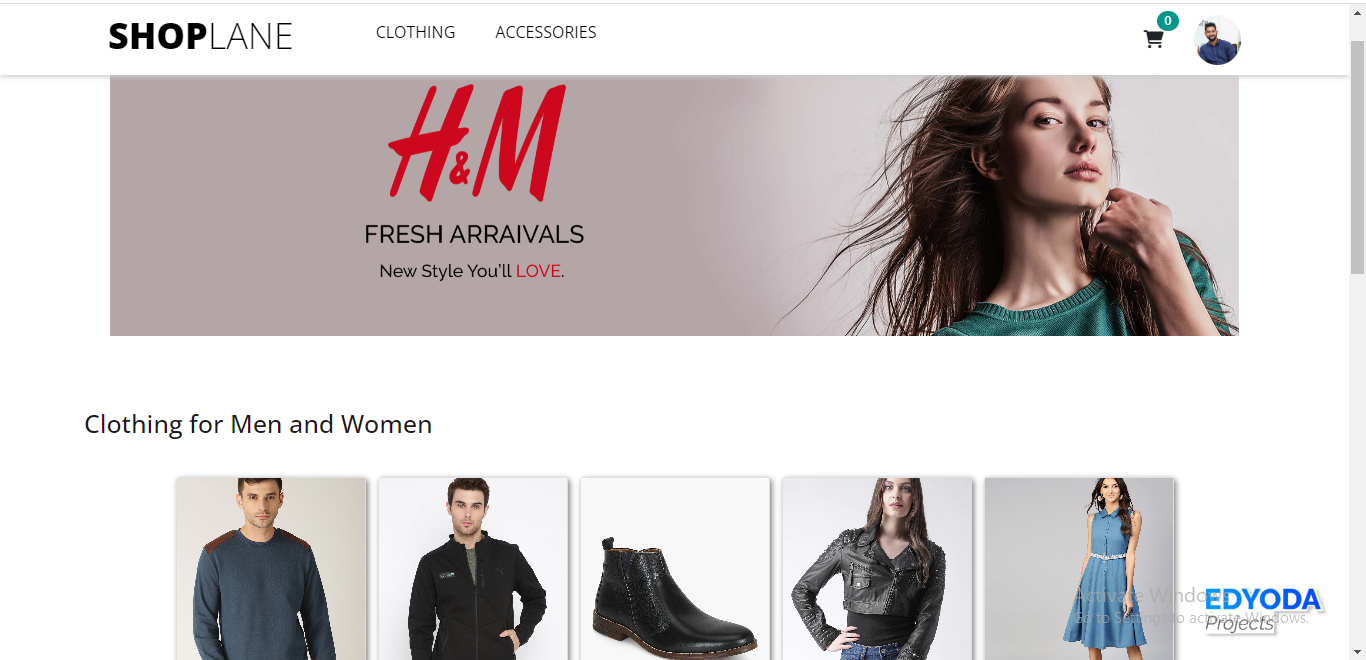 SHOPLANE
CLOTHING
ACCESSORIES
0
H&M
FRESH ARRAIVALS
New Style You'll LOVE.
Clothing for Men and Women
Activate Windows
Go to Settings to activate Windows.
EDYODA
Projects